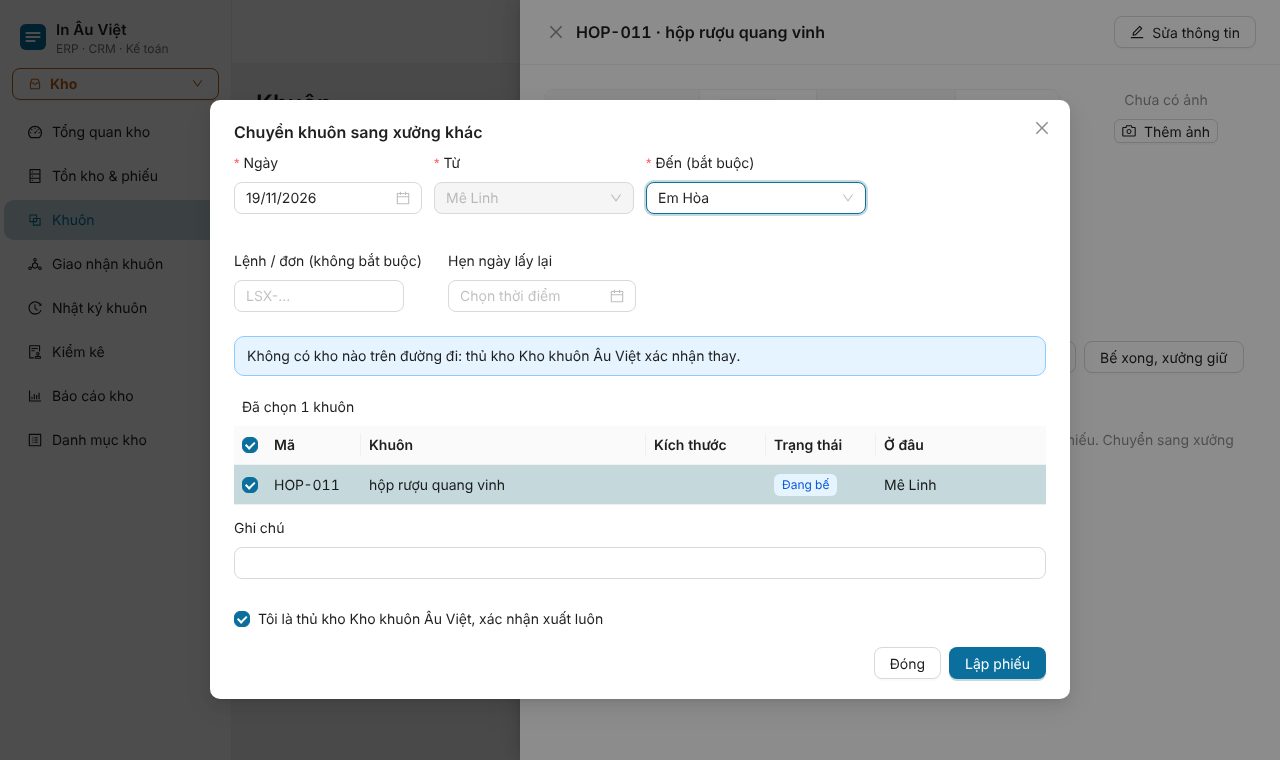 In Âu Việt
ERP · CRM · Kế toán
Kho
Tổng quan kho
Tồn kho & phiếu
Khuôn
Giao nhận khuôn
Nhật ký khuôn
Kiểm kê
Báo cáo kho
Danh mục kho
Khuôn
HOP-011 · hộp rượu quang vinh
Sửa thông tin
Chưa có ảnh
Thêm ảnh
Bế xong, xưởng giữ
Chuyển sang xưởng
Chuyển khuôn sang xưởng khác
* Ngày
* Từ
* Đến (bắt buộc)
19/11/2026
Mê Linh
Em Hòa
Lệnh / đơn (không bắt buộc)
Hẹn ngày lấy lại
LSX-...
Chọn thời điểm
Không có kho nào trên đường đi: thủ kho Kho khuôn Âu Việt xác nhận thay.
Đã chọn 1 khuôn
Mã
Khuôn
Kích thước
Trạng thái
Ở đâu
HOP-011
hộp rượu quang vinh
Đang bế
Mê Linh
Ghi chú
Tôi là thủ kho Kho khuôn Âu Việt, xác nhận xuất luôn
Đóng
Lập phiếu